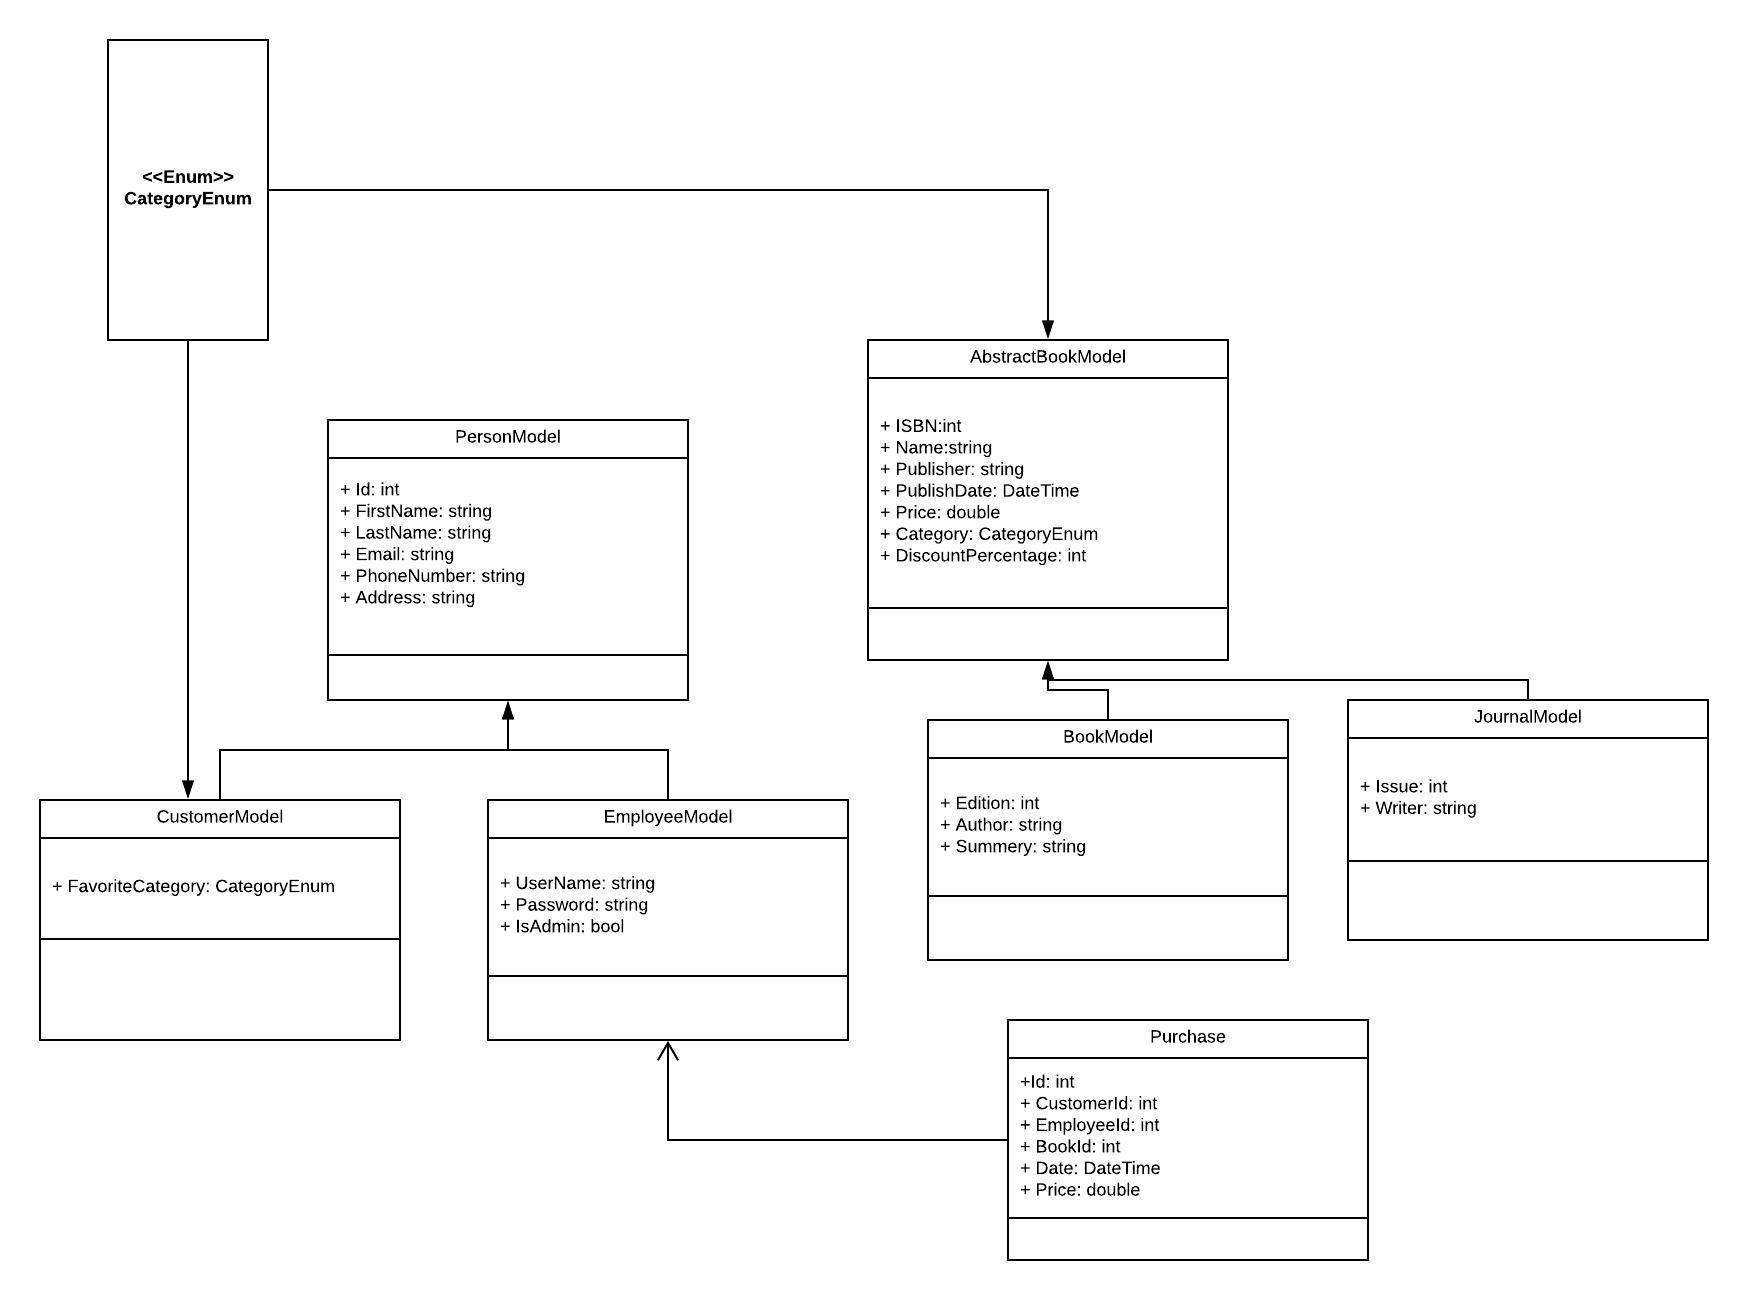 <<Enum>>
CategoryEnum
AbstractBookModel
+ ISBN:int
+ Name:string
+ Publisher: string
+ PublishDate: DateTime
+ Price: double
+ Category: CategoryEnum
+ DiscountPercentage: int
PersonModel
+ Id: int
+ FirstName: string
+ LastName: string
+ Email: string
+ PhoneNumber: string
+ Address: string
JournalModel
+ Issue: int
+ Writer: string
BookModel
+ Edition: int
+ Author: string
+ Summery: string
CustomerModel
+ FavoriteCategory: CategoryEnum
EmployeeModel
+ UserName: string
+ Password: string
+ IsAdmin: bool
Purchase
+Id: int
+ CustomerId: int
+ EmployeeId: int
+ BookId: int
+ Date: DateTime
+ Price: double